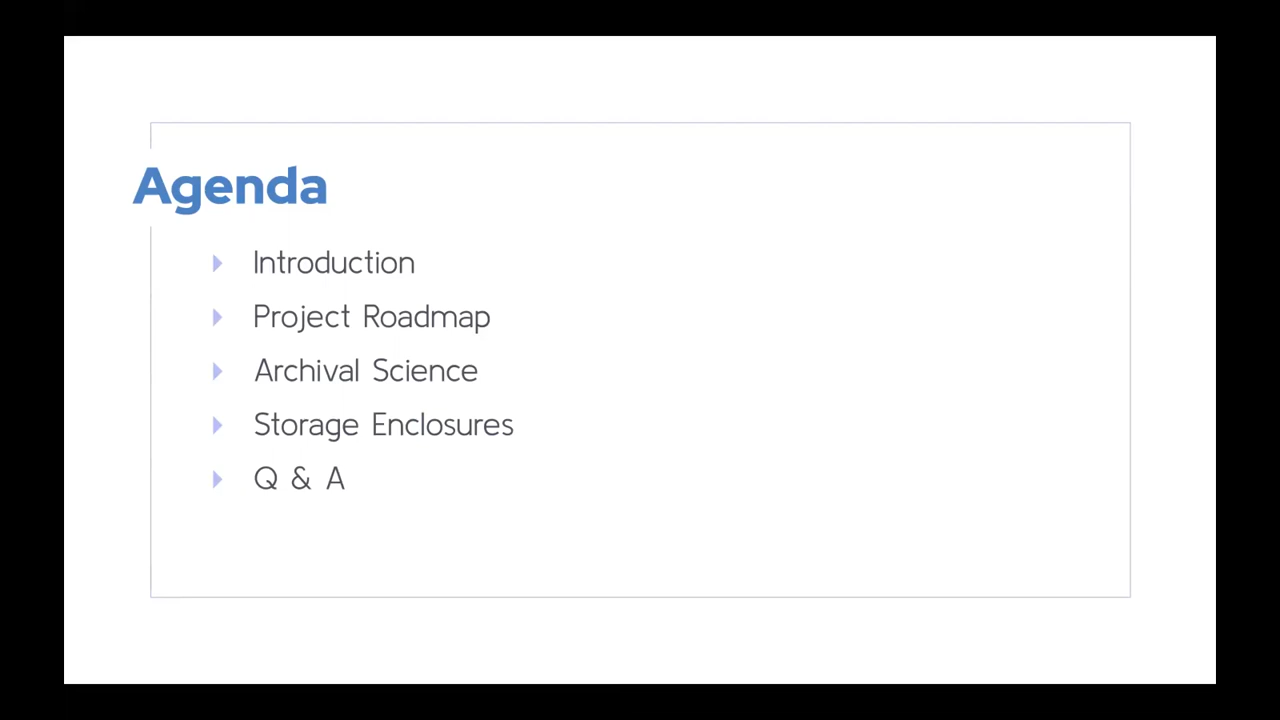 Agenda
Introduction
Project Roadmap
Archival Science
Storage Enclosures
Q & A